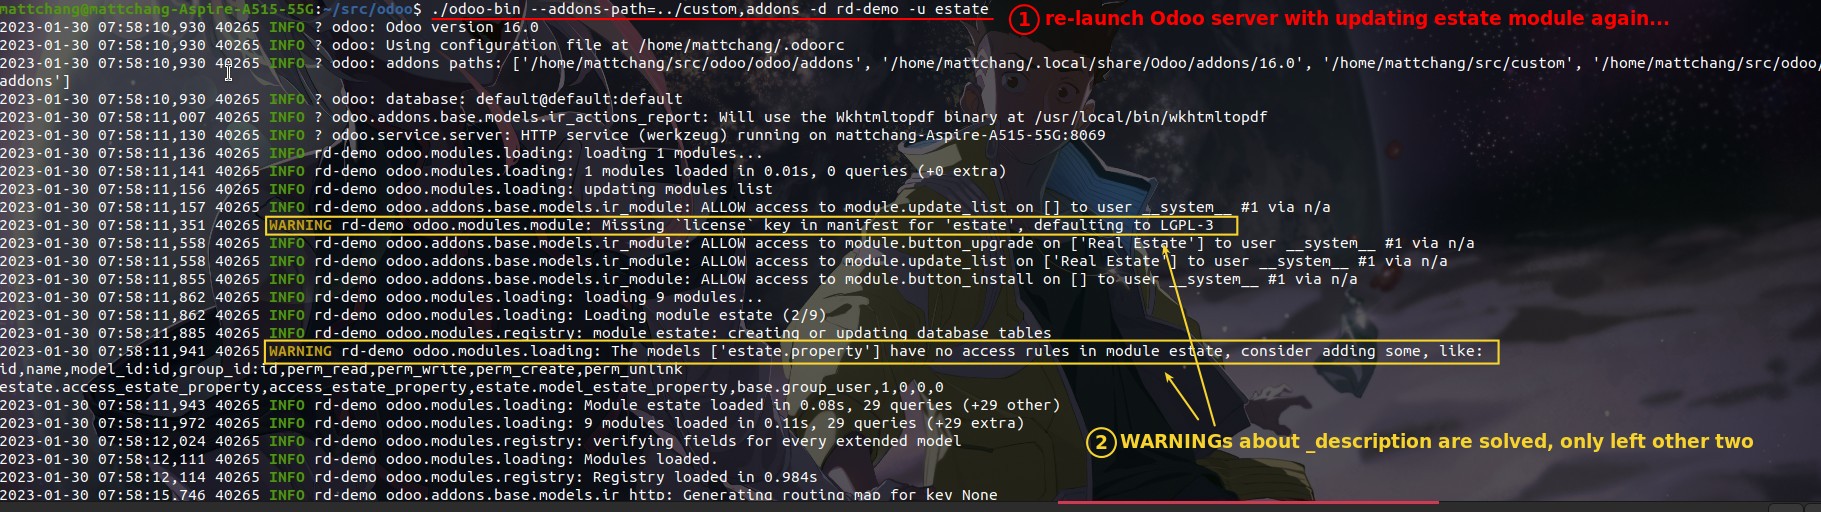 mattchang@mattchang-Aspire-A515-55G:~/src/odoo$ ./odoo-bin --addons-path=../custom,addons -d rd-demo -u estate
1 re-launch Odoo server with updating estate module again...
2023-01-30 07:58:10,930 40265 INFO ? odoo: Odoo version 16.0
2023-01-30 07:58:10,930 40265 INFO ? odoo: Using configuration file at /home/mattchang/.odoorc
2023-01-30 07:58:10,930 40265 INFO ? odoo: addons paths: ['/home/mattchang/src/odoo/odoo/addons', '/home/mattchang/.local/share/Odoo/addons/16.0', '/home/mattchang/src/custom', '/home/mattchang/src/odoo/
addons']
2023-01-30 07:58:10,930 40265 INFO ? odoo: database: default@default:default
2023-01-30 07:58:11,007 40265 INFO ? odoo.addons.base.models.ir_actions_report: Will use the Wkhtmltopdf binary at /usr/local/bin/wkhtmltopdf
2023-01-30 07:58:11,130 40265 INFO ? odoo.service.server: HTTP service (werkzeug) running on mattchang-Aspire-A515-55G:8069
2023-01-30 07:58:11,136 40265 INFO rd-demo odoo.modules.loading: loading 1 modules...
2023-01-30 07:58:11,141 40265 INFO rd-demo odoo.modules.loading: 1 modules loaded in 0.01s, 0 queries (+0 extra)
2023-01-30 07:58:11,156 40265 INFO rd-demo odoo.modules.loading: updating modules list
2023-01-30 07:58:11,157 40265 INFO rd-demo odoo.addons.base.models.ir_module: ALLOW access to module.update_list on [] to user __system__ #1 via n/a
2023-01-30 07:58:11,351 40265 WARNING rd-demo odoo.modules.module: Missing `license` key in manifest for 'estate', defaulting to LGPL-3
2023-01-30 07:58:11,558 40265 INFO rd-demo odoo.addons.base.models.ir_module: ALLOW access to module.button_upgrade on ['Real Estate'] to user __system__ #1 via n/a
2023-01-30 07:58:11,558 40265 INFO rd-demo odoo.addons.base.models.ir_module: ALLOW access to module.update_list on ['Real Estate'] to user __system__ #1 via n/a
2023-01-30 07:58:11,855 40265 INFO rd-demo odoo.addons.base.models.ir_module: ALLOW access to module.button_install on [] to user __system__ #1 via n/a
2023-01-30 07:58:11,862 40265 INFO rd-demo odoo.modules.loading: loading 9 modules...
2023-01-30 07:58:11,862 40265 INFO rd-demo odoo.modules.loading: Loading module estate (2/9)
2023-01-30 07:58:11,885 40265 INFO rd-demo odoo.modules.registry: module estate: creating or updating database tables
2023-01-30 07:58:11,941 40265 WARNING rd-demo odoo.modules.loading: The models ['estate.property'] have no access rules in module estate, consider adding some, like:
id,name,model_id:id,group_id:id,perm_read,perm_write,perm_create,perm_unlink
estate.access_estate_property,access_estate_property,estate.model_estate_property,base.group_user,1,0,0,0
2023-01-30 07:58:11,943 40265 INFO rd-demo odoo.modules.loading: Module estate loaded in 0.08s, 29 queries (+29 other)
2023-01-30 07:58:11,972 40265 INFO rd-demo odoo.modules.loading: 9 modules loaded in 0.11s, 29 queries (+29 extra)
2023-01-30 07:58:12,024 40265 INFO rd-demo odoo.modules.registry: verifying fields for every extended model
2 WARNINGs about _description are solved, only left other two
2023-01-30 07:58:12,111 40265 INFO rd-demo odoo.modules.loading: Modules loaded.
2023-01-30 07:58:12,114 40265 INFO rd-demo odoo.modules.registry: Registry loaded in 0.984s
2023-01-30 07:58:15,746 40265 INFO rd-demo odoo.addons.base.models.ir_http: Generating routing map for key None